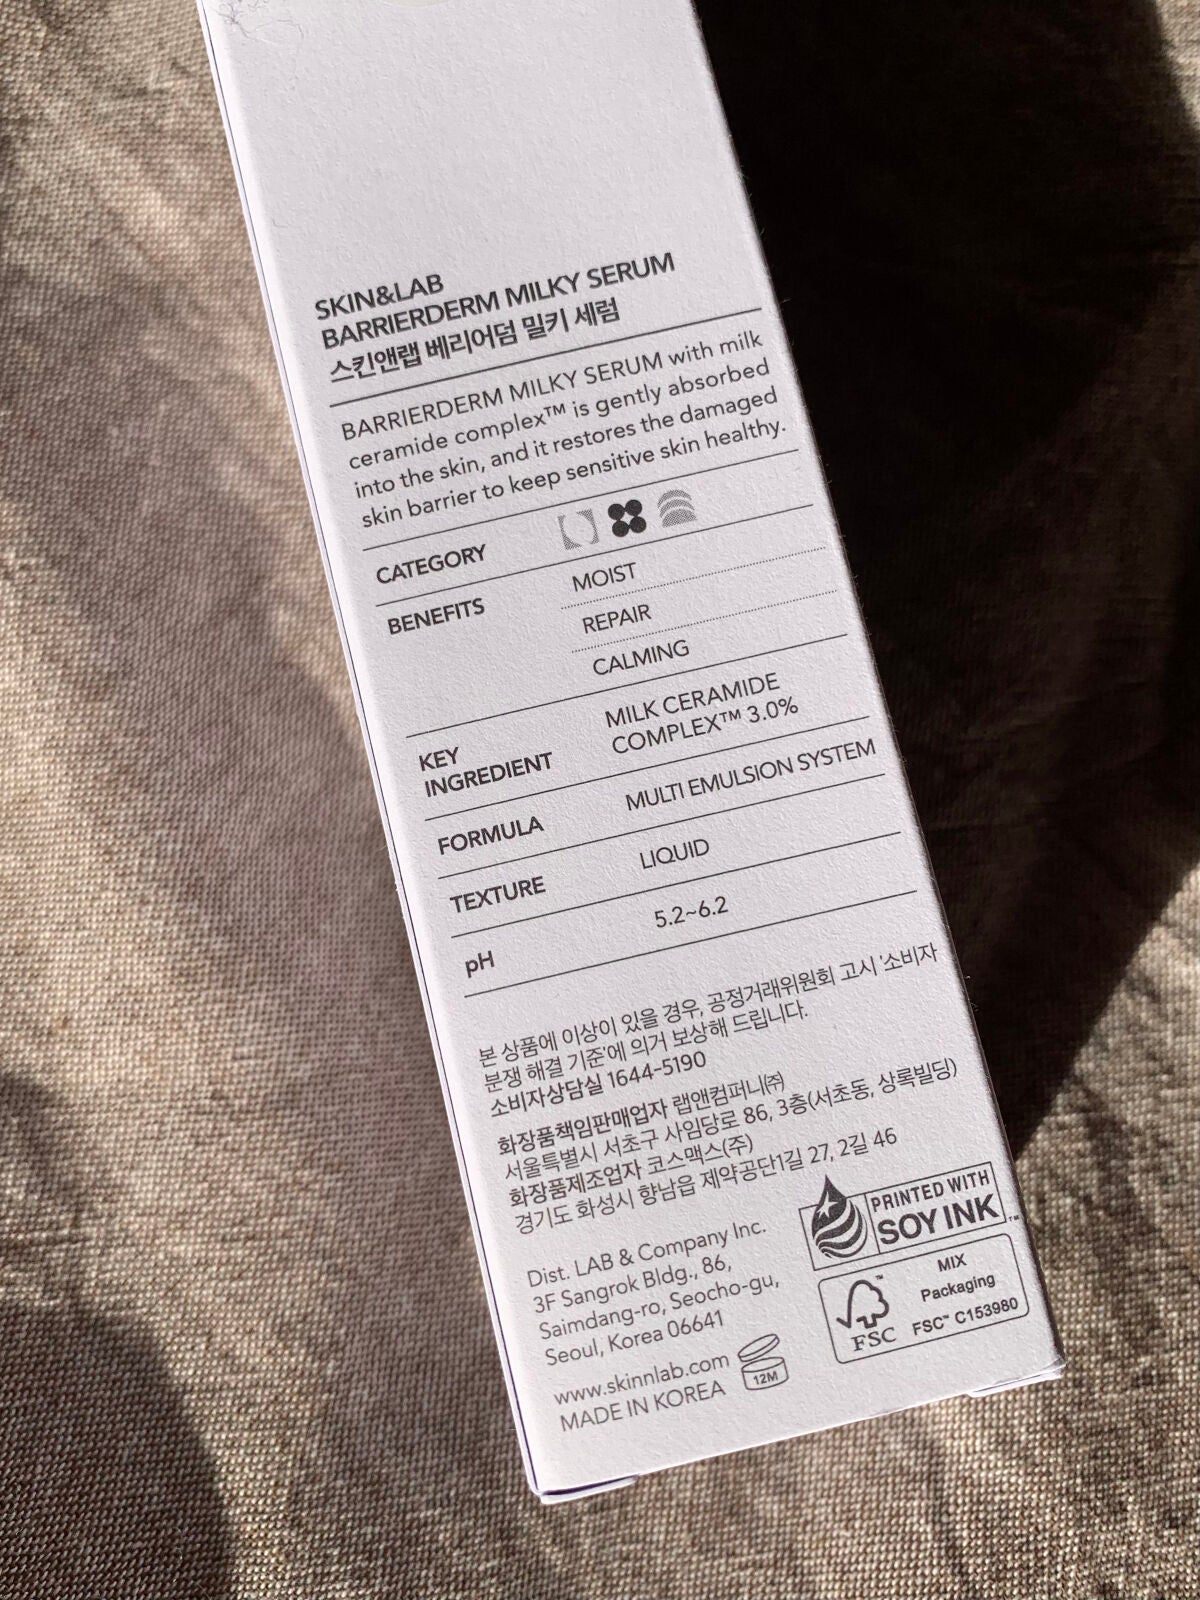 SKIN&LAB
BARRIERDERM MILKY SERUM
스킨앤랩 베리어덤 밀키 세럼
BARRIERDERM MILKY SERUM with milk
ceramide complex™ is gently absorbed
into the skin, and it restores the damaged
skin barrier to keep sensitive skin healthy.
CATEGORY
BENEFITS
MOIST
REPAIR
CALMING
KEY
INGREDIENT
MILK CERAMIDE
COMPLEX™ 3.0%
FORMULA
MULTI EMULSION SYSTEM
TEXTURE
LIQUID
pH
5.2~6.2
본 상품에 이상이 있을 경우, 공정거래위원회 고시 '소비자
분쟁 해결 기준'에 의거 보상해 드립니다.
소비자상담실 1644-5190
화장품책임판매업자 랩앤컴퍼니㈜
서울특별시 서초구 사임당로 86, 3층(서초동, 상록빌딩)
화장품제조업자 코스맥스(주)
경기도 화성시 향남읍 제약공단1길 27, 2길 46
Dist. LAB & Company Inc.
3F Sangrok Bldg., 86,
Saimdang-ro, Seocho-gu,
Seoul, Korea 06641
www.skinnlab.com
MADE IN KOREA
12M
PRINTED WITH
SOY INK™
FSC™
MIX
Packaging
FSC™ C153980